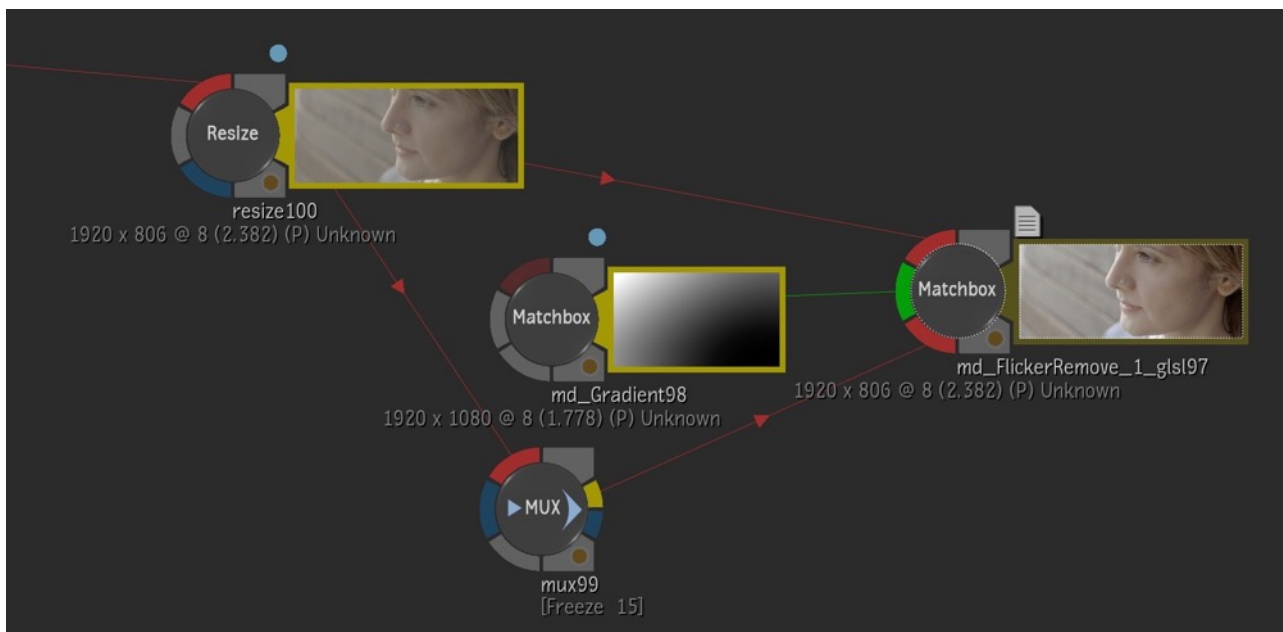 ResIze
resize100
1920 x 806 @ 8 (2.382) (P) Unknown
Matchbox
md_Gradient98
1920 x 1080 @ 8 (1.778) (P) Unknown
Matchbox
md_FlickerRemove_1_glsl97
1920 x 806 @ 8 (2.382) (P) Unknown
MUX
mux99
[Freeze 15]